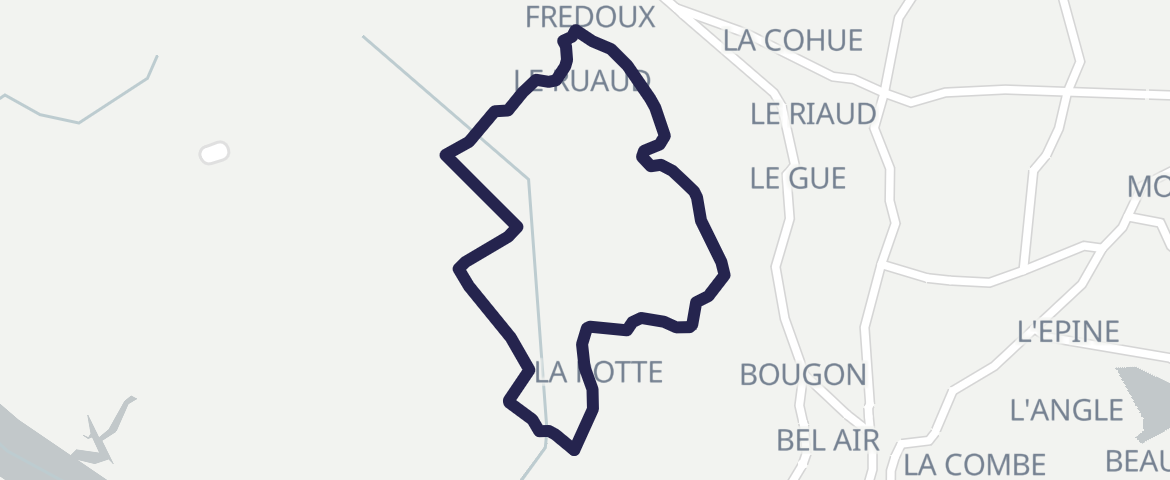 FREDOUX
LA COHUE
LE RUAUD
LE RIAUD
LE GUE
MO
L'EPINE
LA MOTTE
BOUGON
L'ANGLE
BEL AIR
LA COMBE
BEAU